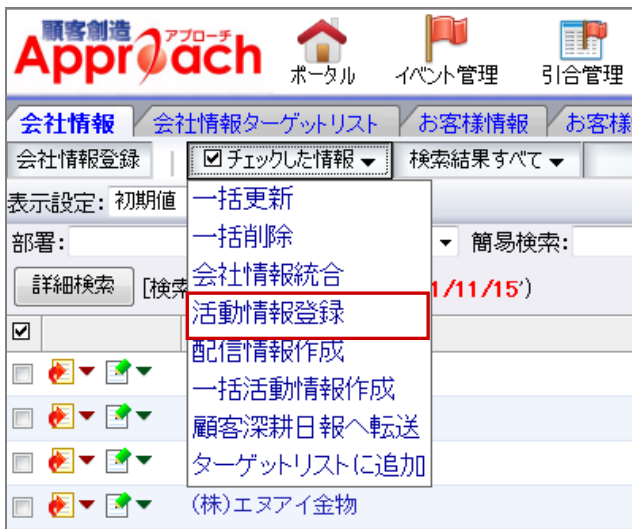 顧客創造 アプローチ
Approach
ポータル イベント管理 引合管理
会社情報 会社情報ターゲットリスト お客様情報 お客様
会社情報登録 | チェックした情報 検索結果すべて
表示設定: 初期値
部署: 簡易検索:
詳細検索 [検索 1/11/15')
一括更新
一括削除
会社情報統合
活動情報登録
配信情報作成
一括活動情報作成
顧客深耕日報へ転送
ターゲットリストに追加
(株)エヌアイ金物